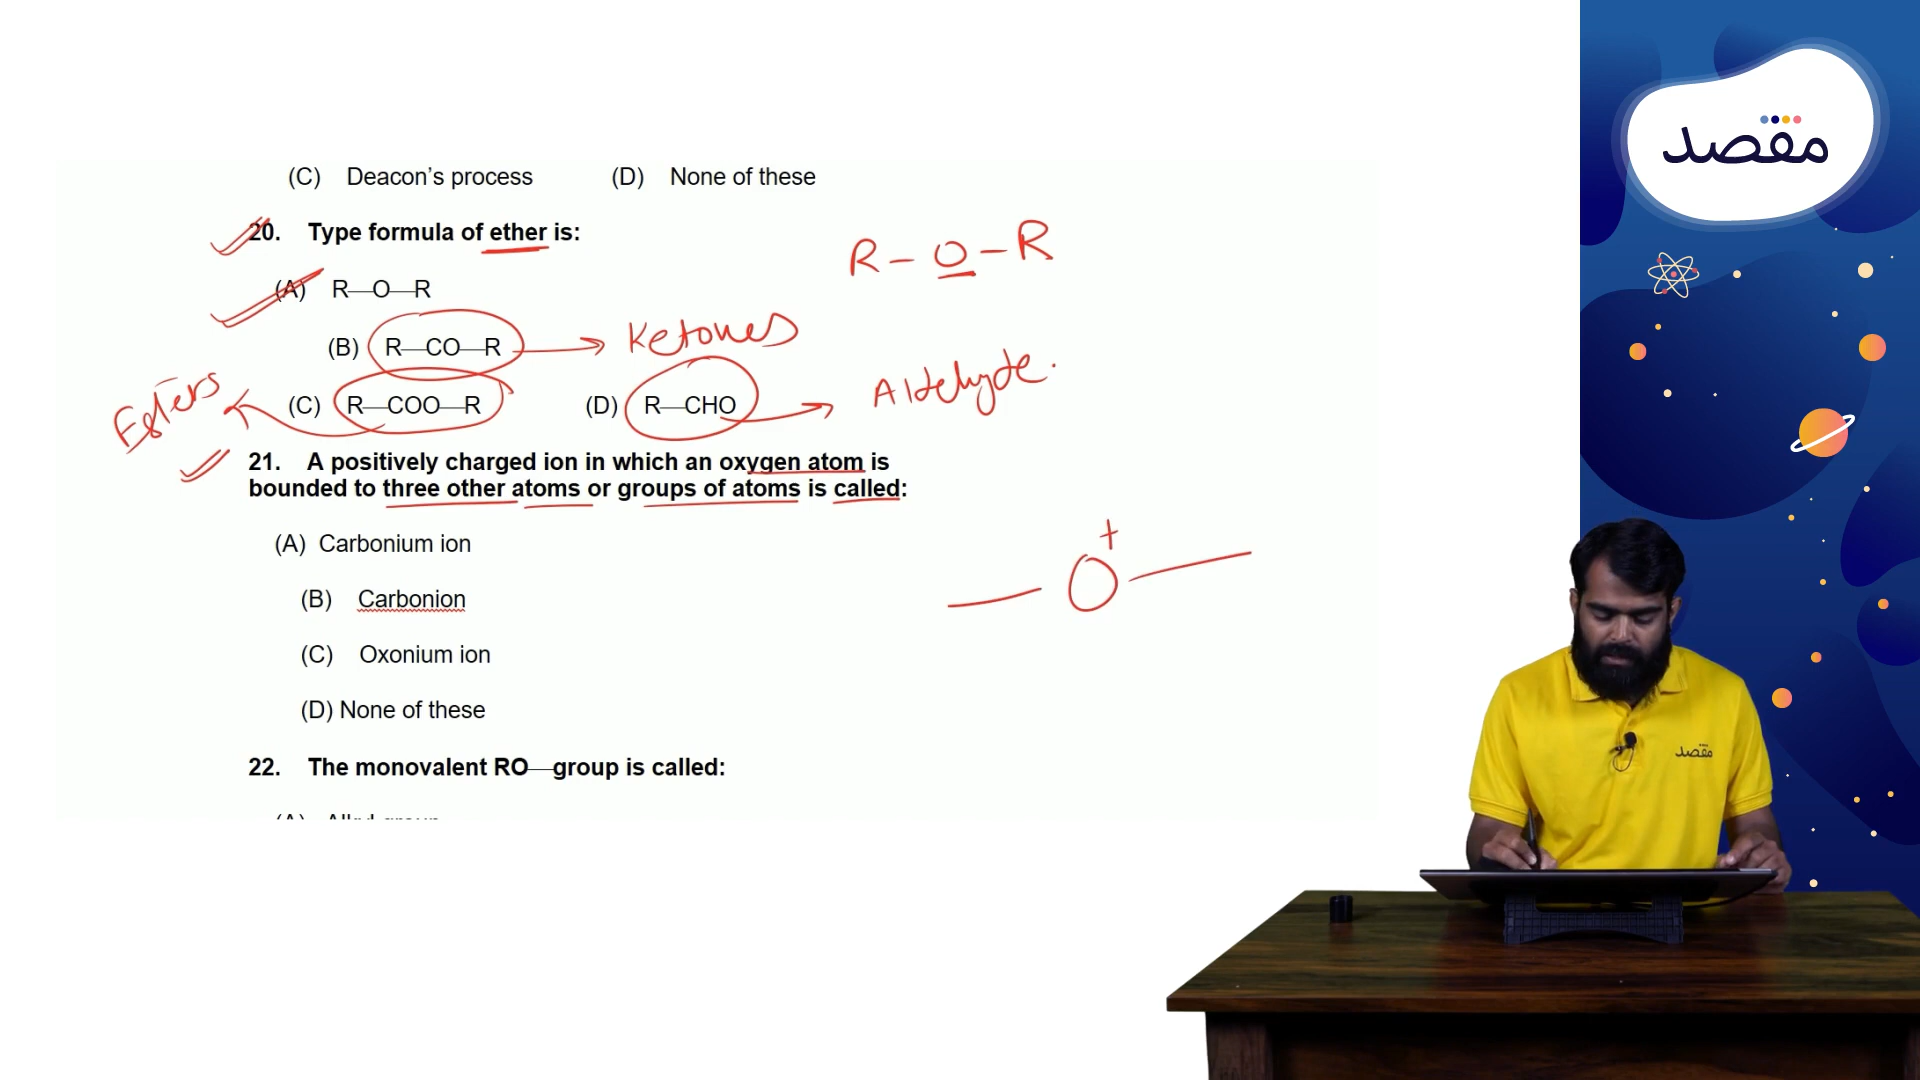 مقصد
(C) Deacon's process (D) None of these
20. Type formula of ether is:
R - O - R
(A) R—O—R
(B) R—CO—R → Ketones
Esters (C) R—COO—R (D) R—CHO → Aldehyde.
21. A positively charged ion in which an oxygen atom is
bounded to three other atoms or groups of atoms is called:
(A) Carbonium ion
— O+ —
(B) Carbonion
(C) Oxonium ion
(D) None of these
مقصد
22. The monovalent RO—group is called: